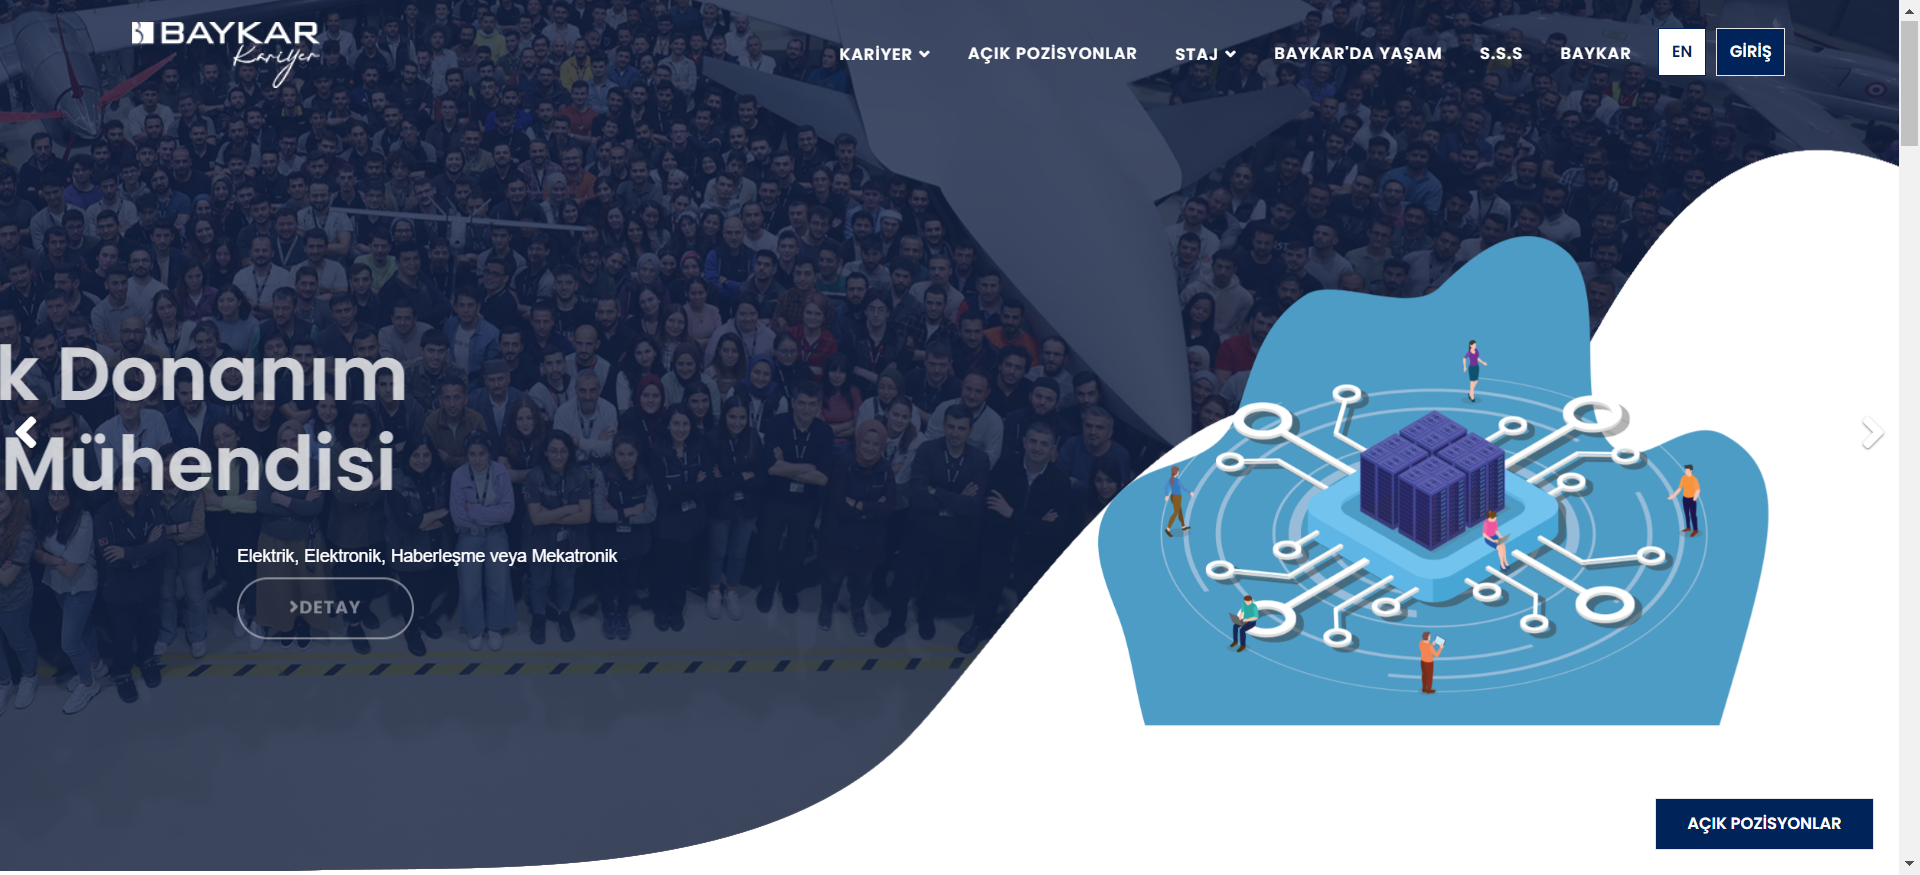 BAYKAR
Kariyer
KARİYER
AÇIK POZİSYONLAR
STAJ
BAYKAR'DA YAŞAM
S.S.S
BAYKAR
EN
GİRİŞ
k Donanım
Mühendisi
Elektrik, Elektronik, Haberleşme veya Mekatronik
DETAY
AÇIK POZİSYONLAR